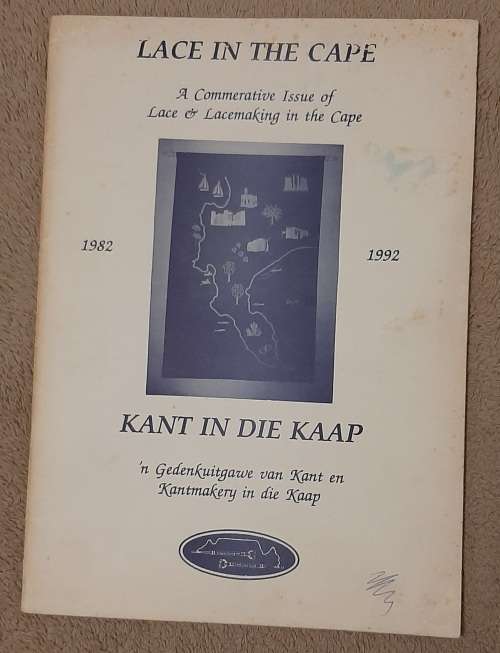 LACE IN THE CAPE
A Commerative Issue of
Lace & Lacemaking in the Cape
1982
1992
KANT IN DIE KAAP
'n Gedenkuitgawe van Kant en
Kantmakery in die Kaap